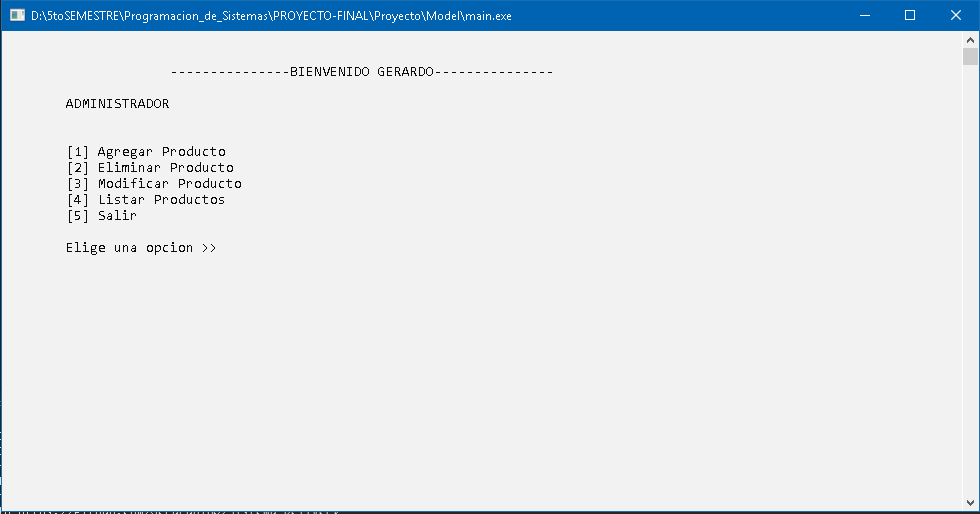 D:\5toSEMESTRE\Programacion_de_Sistemas\PROYECTO-FINAL\Proyecto\Model\main.exe
---------------BIENVENIDO GERARDO---------------
ADMINISTRADOR
[1] Agregar Producto
[2] Eliminar Producto
[3] Modificar Producto
[4] Listar Productos
[5] Salir
Elige una opcion >>